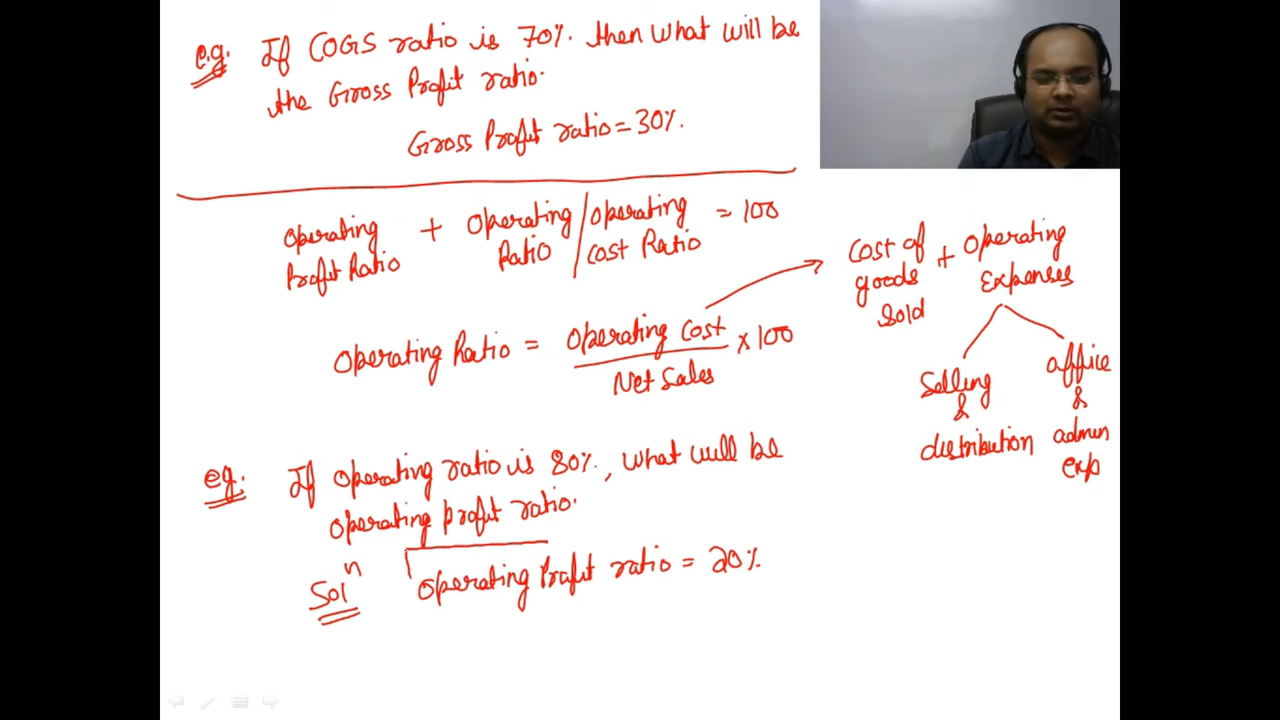 e.g. If COGS ratio is 70%. then what will be
the Gross Profit ratio.
Gross Profit ratio = 30%.
Operating Profit Ratio + Operating Ratio / Operating Cost Ratio = 100
Operating Ratio = Operating Cost / Net Sales × 100
Cost of goods sold + Operating Expenses
Selling & distribution
office & admin exp
eg. If operating ratio is 80%, what will be
operating profit ratio.
Solⁿ Operating Profit ratio = 20%.